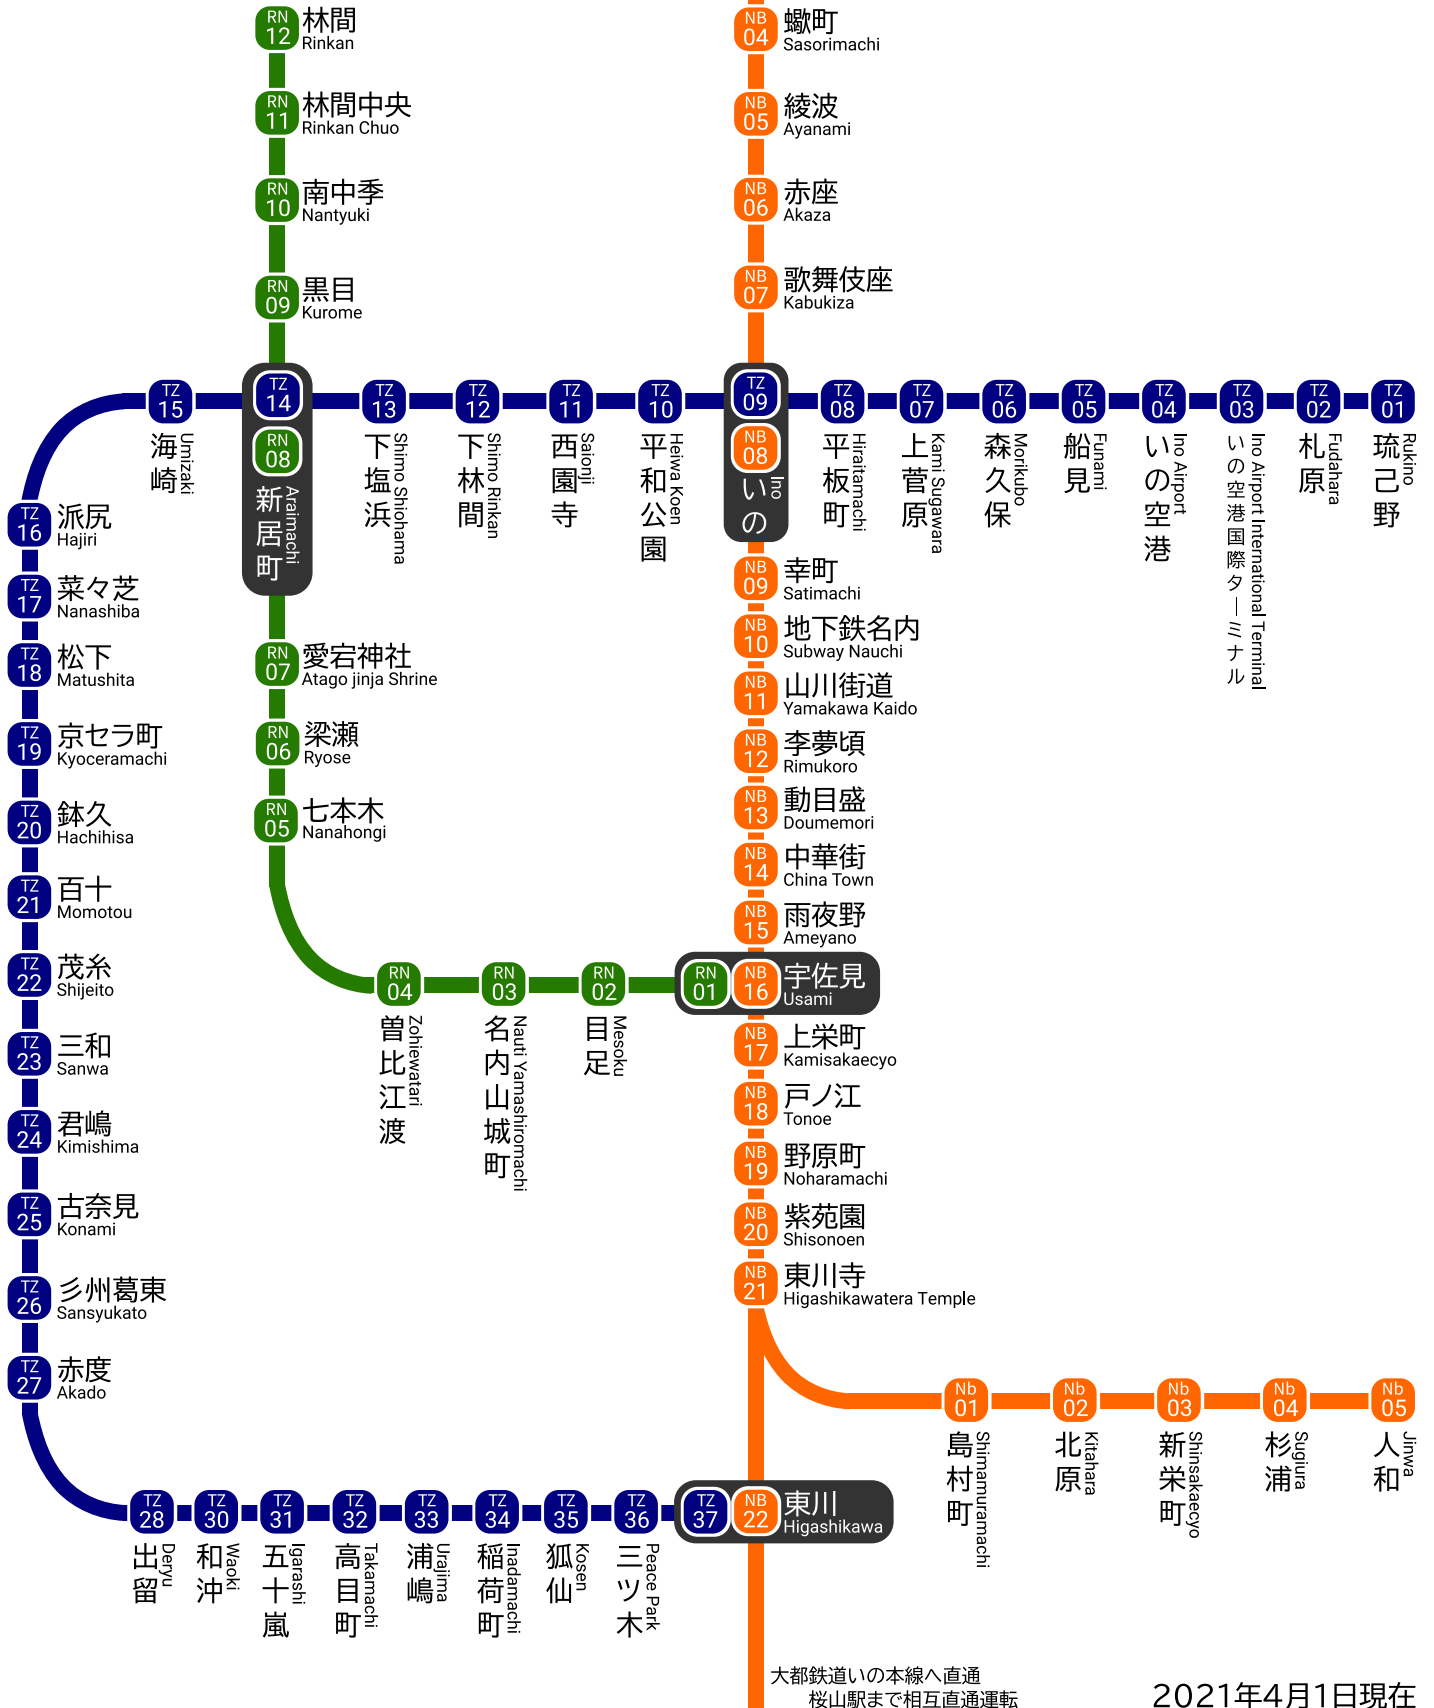 RN
12
林間
Rinkan
RN
11
林間中央
Rinkan Chuo
RN
10
南中季
Nantyuki
RN
09
黒目
Kurome
NB
04
蠍町
Sasorimachi
NB
05
綾波
Ayanami
NB
06
赤座
Akaza
NB
07
歌舞伎座
Kabukiza
TZ
15
海崎
Umizaki
TZ
14
RN
08
新居町
Araimachi
TZ
13
下塩浜
Shimo Shiohama
TZ
12
下林間
Shimo Rinkan
TZ
11
西園寺
Saionji
TZ
10
平和公園
Heiwa Koen
TZ
09
NB
08
いの
Ino
TZ
08
平板町
Hiraitamachi
TZ
07
上菅原
Kami Sugawara
TZ
06
森久保
Morikubo
TZ
05
船見
Funami
TZ
04
いの空港
Ino Airport
TZ
03
いの空港国際ターミナル
Ino Airport International Terminal
TZ
02
札原
Fudahara
TZ
01
琉己野
Rukino
TZ
16
派尻
Hajiri
TZ
17
菜々芝
Nanashiba
TZ
18
松下
Matushita
TZ
19
京セラ町
Kyoceramachi
TZ
20
鉢久
Hachihisa
TZ
21
百十
Momotou
TZ
22
茂糸
Shijeito
TZ
23
三和
Sanwa
TZ
24
君嶋
Kimishima
TZ
25
古奈見
Konami
TZ
26
彡州葛東
Sansyukato
TZ
27
赤度
Akado
RN
07
愛宕神社
Atago jinja Shrine
RN
06
梁瀬
Ryose
RN
05
七本木
Nanahongi
RN
04
曽比江渡
Zohiewatari
RN
03
名内山城町
Nauti Yamashiromachi
RN
02
目足
Mesoku
NB
09
幸町
Satimachi
NB
10
地下鉄名内
Subway Nauchi
NB
11
山川街道
Yamakawa Kaido
NB
12
李夢頃
Rimukoro
NB
13
動目盛
Doumemori
NB
14
中華街
China Town
NB
15
雨夜野
Ameyano
RN
01
NB
16
宇佐見
Usami
NB
17
上栄町
Kamisakaecyo
NB
18
戸ノ江
Tonoe
NB
19
野原町
Noharamachi
NB
20
紫苑園
Shisonoen
NB
21
東川寺
Higashikawatera Temple
Nb
01
島村町
Shimamuramachi
Nb
02
北原
Kitahara
Nb
03
新栄町
Shinsakaecyo
Nb
04
杉浦
Sugiura
Nb
05
人和
Jinwa
TZ
28
出留
Deryu
TZ
30
和沖
Waoki
TZ
31
五十嵐
Igarashi
TZ
32
高目町
Takamachi
TZ
33
浦嶋
Urajima
TZ
34
稲荷町
Inadamachi
TZ
35
狐仙
Kosen
TZ
36
三ツ木
Peace Park
TZ
37
NB
22
東川
Higashikawa
大都鉄道いの本線へ直通
桜山駅まで相互直通運転
2021年4月1日現在